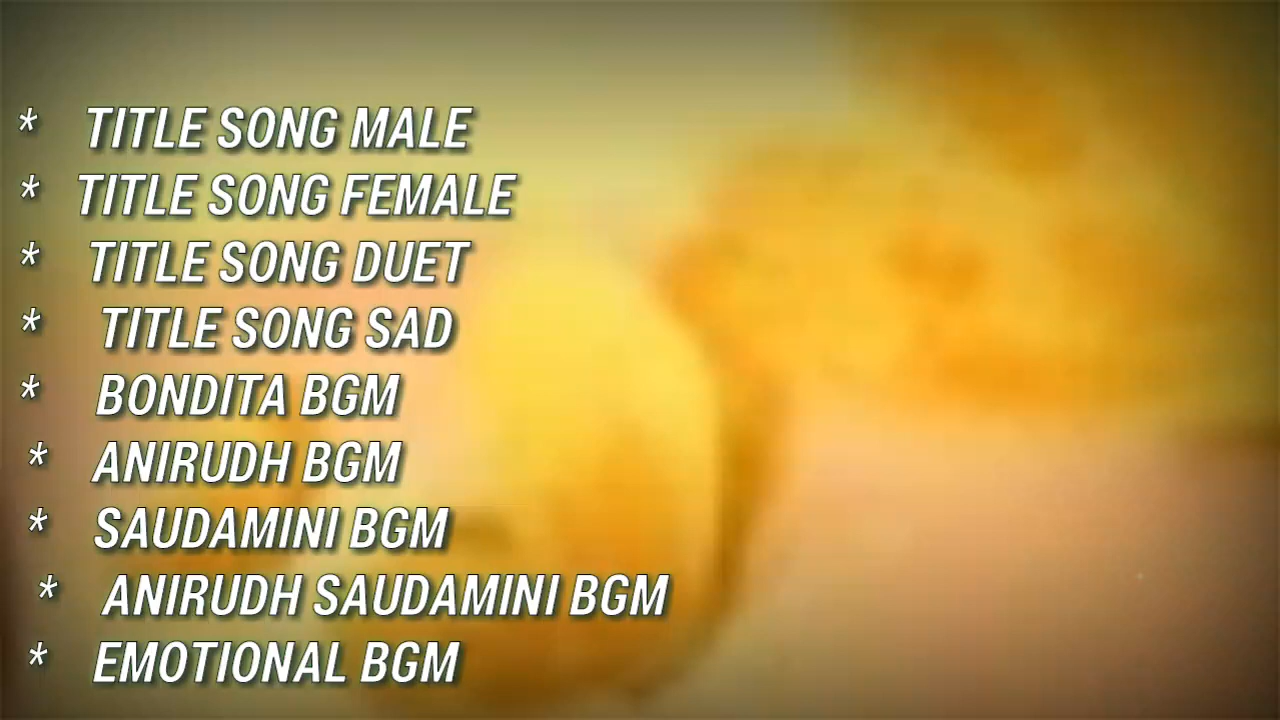 * TITLE SONG MALE
* TITLE SONG FEMALE
* TITLE SONG DUET
* TITLE SONG SAD
* BONDITA BGM
* ANIRUDH BGM
* SAUDAMINI BGM
* ANIRUDH SAUDAMINI BGM
* EMOTIONAL BGM